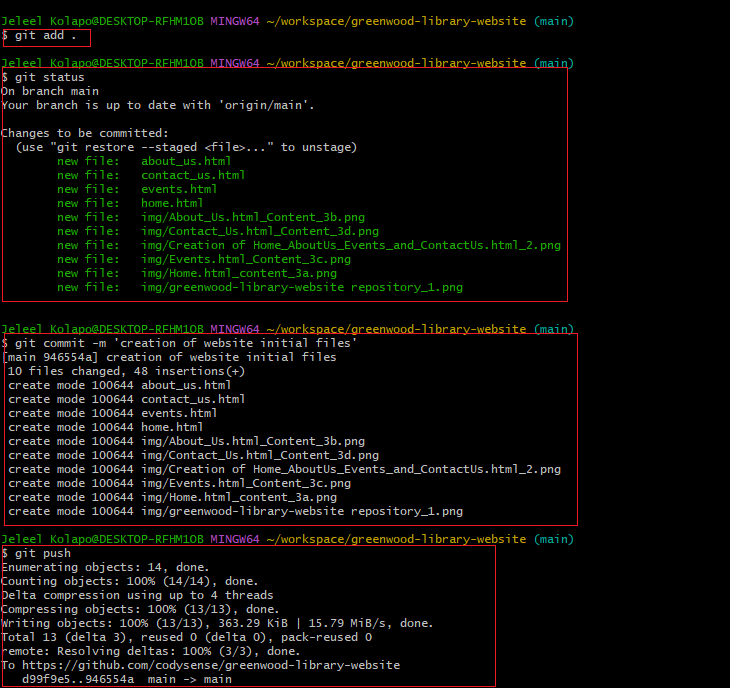 Jeleel Kolapo@DESKTOP-RFHM1OB MINGW64 ~/workspace/greenwood-library-website (main)
$ git add .
Jeleel Kolapo@DESKTOP-RFHM1OB MINGW64 ~/workspace/greenwood-library-website (main)
$ git status
On branch main
Your branch is up to date with 'origin/main'.
Changes to be committed:
  (use "git restore --staged <file>..." to unstage)
        new file:   about_us.html
        new file:   contact_us.html
        new file:   events.html
        new file:   home.html
        new file:   img/About_Us.html_Content_3b.png
        new file:   img/Contact_Us.html_Content_3d.png
        new file:   img/Creation of Home_AboutUs_Events_and_ContactUs.html_2.png
        new file:   img/Events.html_Content_3c.png
        new file:   img/Home.html_content_3a.png
        new file:   img/greenwood-library-website repository_1.png
Jeleel Kolapo@DESKTOP-RFHM1OB MINGW64 ~/workspace/greenwood-library-website (main)
$ git commit -m 'creation of website initial files'
[main 946554a] creation of website initial files
 10 files changed, 48 insertions(+)
 create mode 100644 about_us.html
 create mode 100644 contact_us.html
 create mode 100644 events.html
 create mode 100644 home.html
 create mode 100644 img/About_Us.html_Content_3b.png
 create mode 100644 img/Contact_Us.html_Content_3d.png
 create mode 100644 img/Creation of Home_AboutUs_Events_and_ContactUs.html_2.png
 create mode 100644 img/Events.html_Content_3c.png
 create mode 100644 img/Home.html_content_3a.png
 create mode 100644 img/greenwood-library-website repository_1.png
Jeleel Kolapo@DESKTOP-RFHM1OB MINGW64 ~/workspace/greenwood-library-website (main)
$ git push
Enumerating objects: 14, done.
Counting objects: 100% (14/14), done.
Delta compression using up to 4 threads
Compressing objects: 100% (13/13), done.
Writing objects: 100% (13/13), 363.29 KiB | 15.79 MiB/s, done.
Total 13 (delta 3), reused 0 (delta 0), pack-reused 0
remote: Resolving deltas: 100% (3/3), done.
To https://github.com/codysense/greenwood-library-website
   d99f9e5..946554a  main -> main